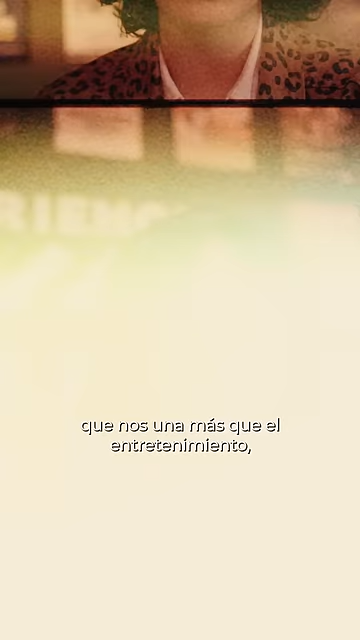 que nos una más que el
entretenimiento,